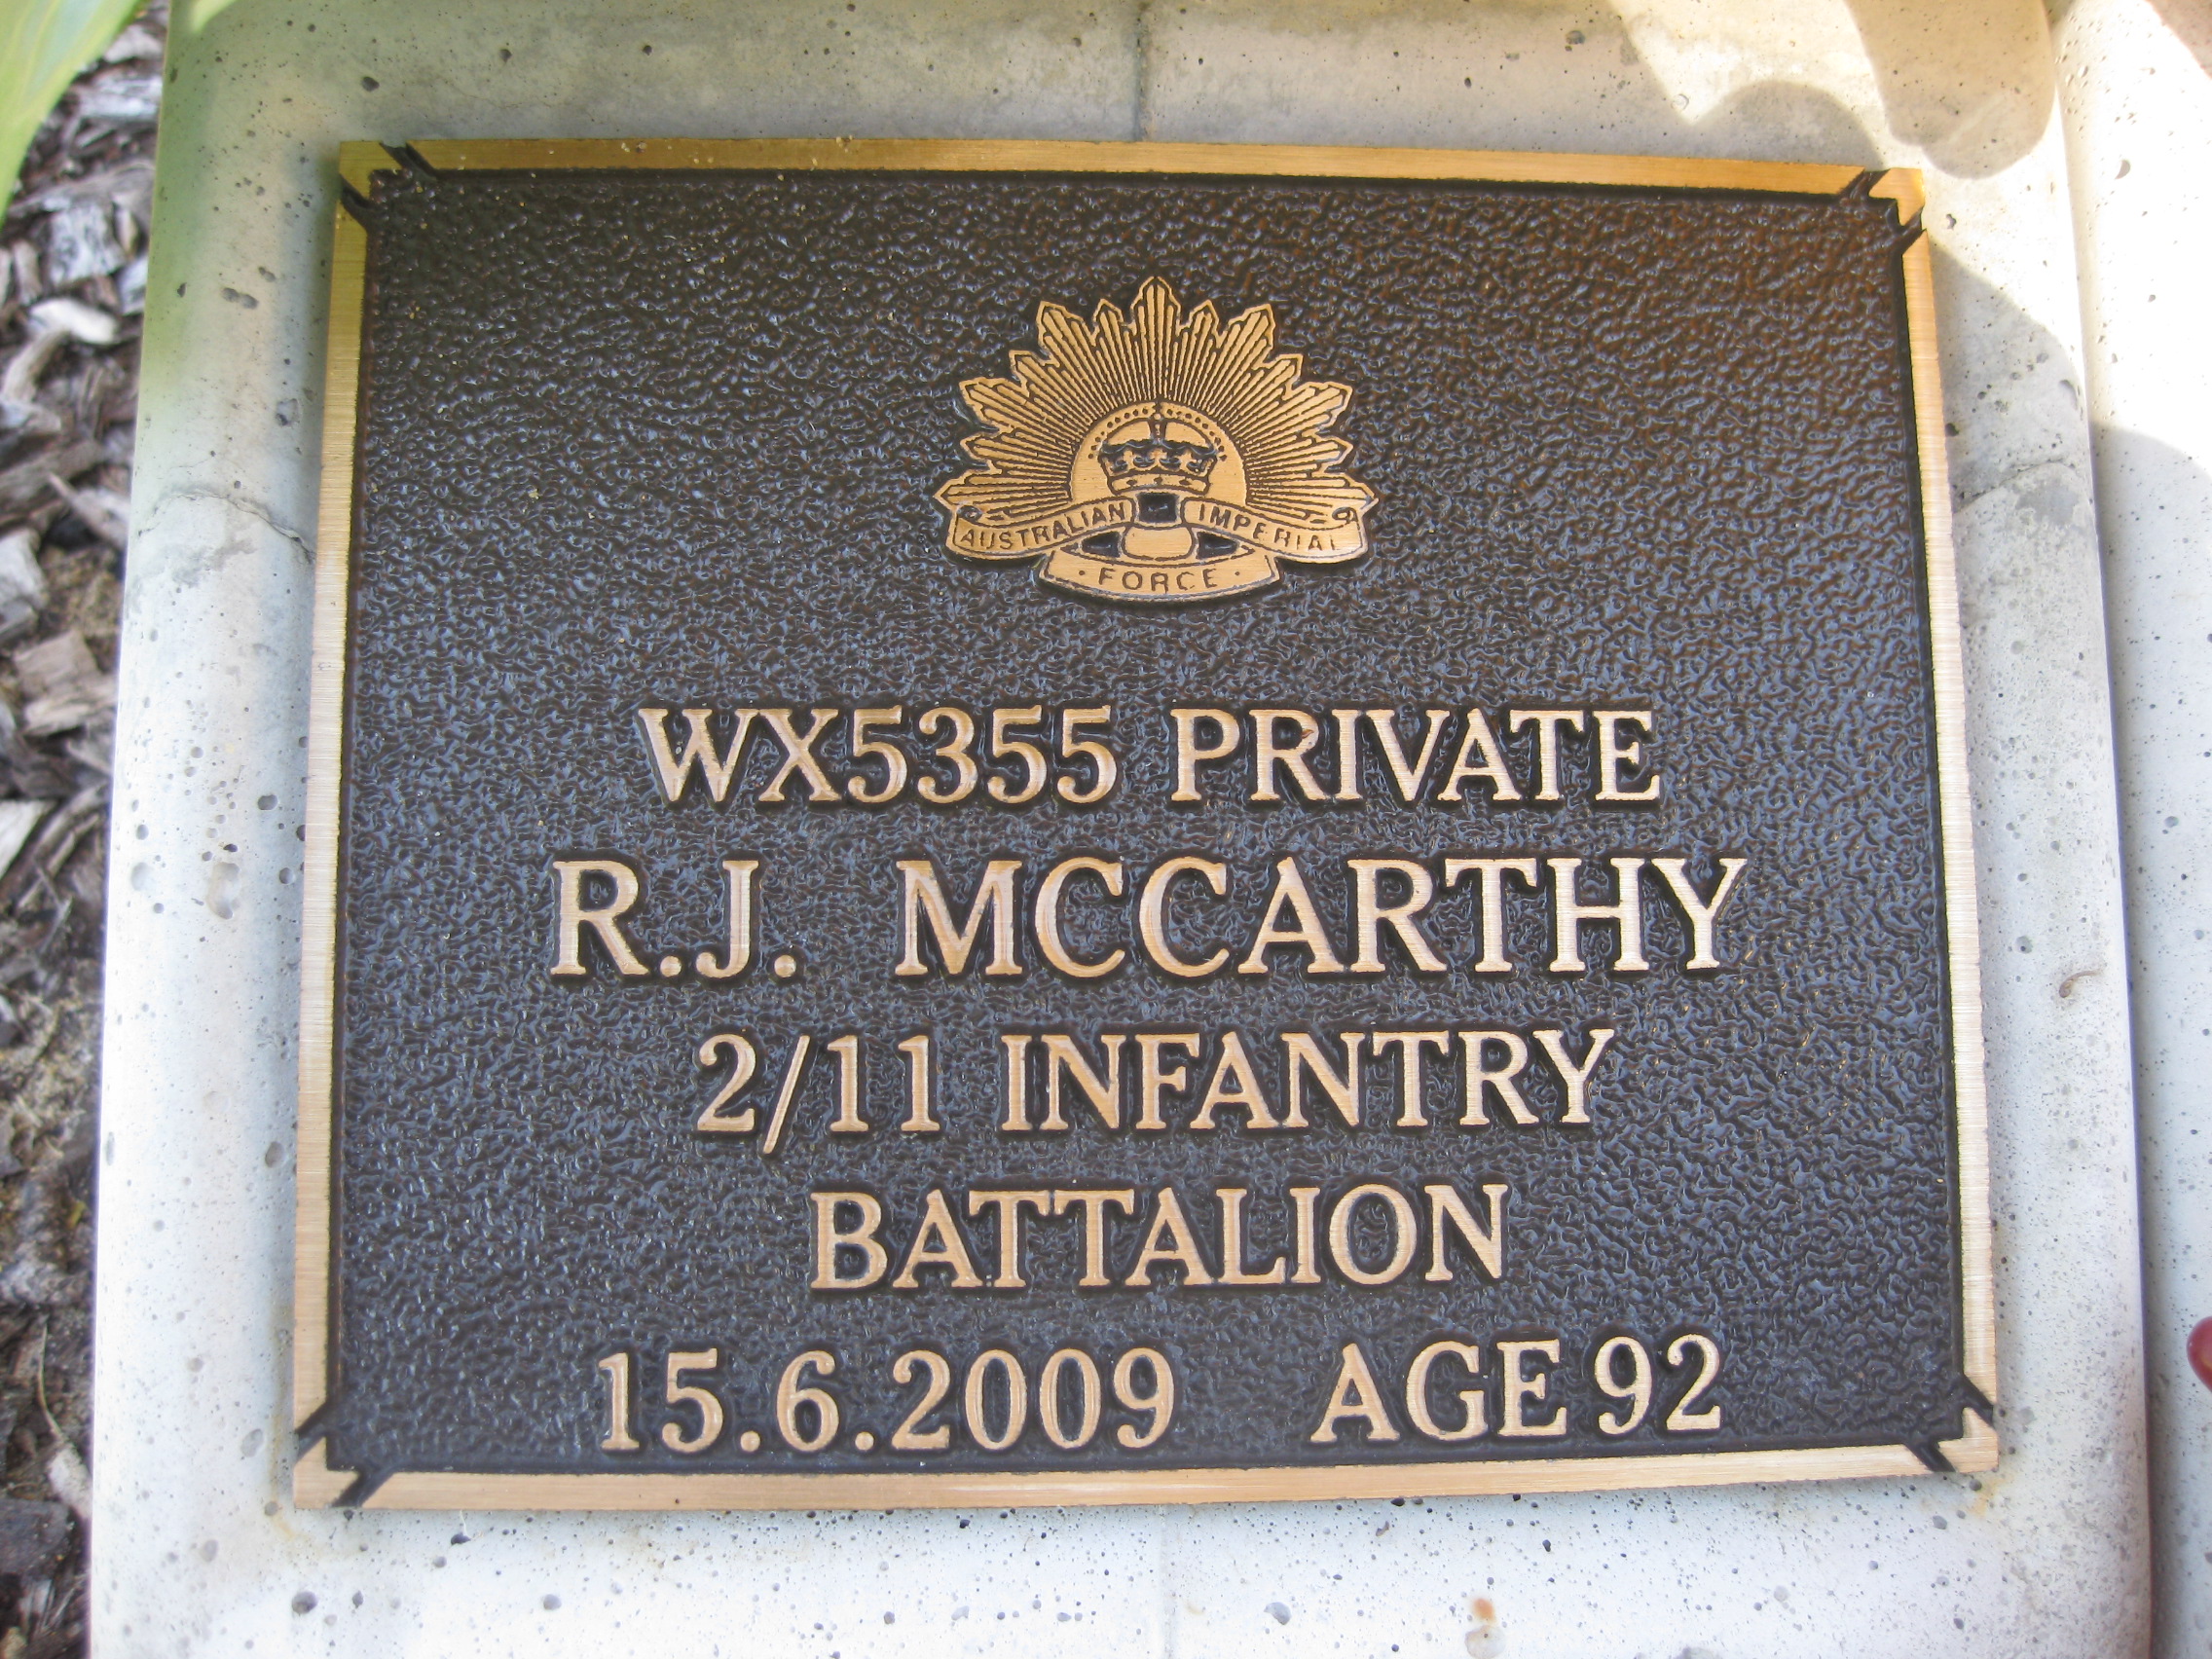 AUSTRALIAN IMPERIAL
· FORCE ·
WX5355 PRIVATE
R.J. MCCARTHY
2/11 INFANTRY
BATTALION
15.6.2009 AGE 92